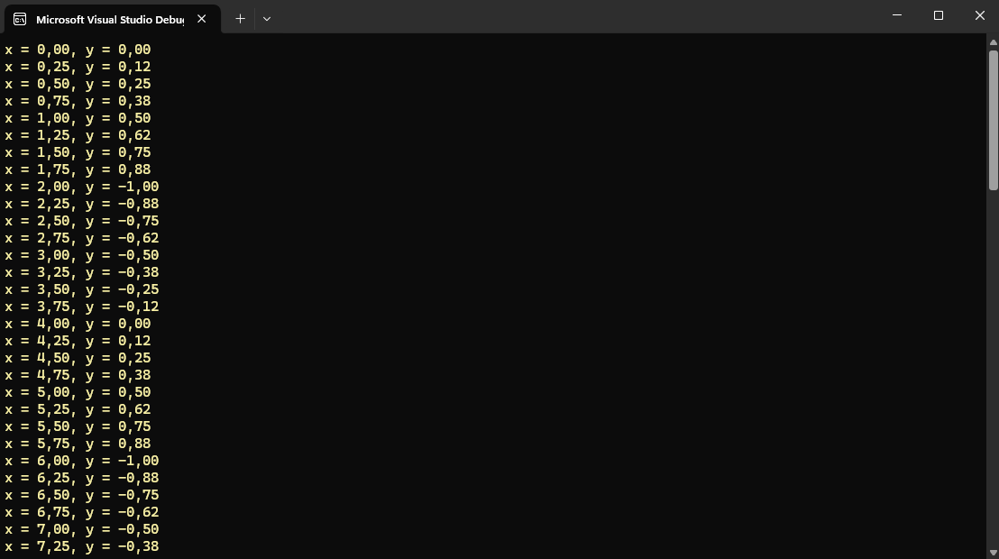 Microsoft Visual Studio Debug
x = 0,00, y = 0,00
x = 0,25, y = 0,12
x = 0,50, y = 0,25
x = 0,75, y = 0,38
x = 1,00, y = 0,50
x = 1,25, y = 0,62
x = 1,50, y = 0,75
x = 1,75, y = 0,88
x = 2,00, y = -1,00
x = 2,25, y = -0,88
x = 2,50, y = -0,75
x = 2,75, y = -0,62
x = 3,00, y = -0,50
x = 3,25, y = -0,38
x = 3,50, y = -0,25
x = 3,75, y = -0,12
x = 4,00, y = 0,00
x = 4,25, y = 0,12
x = 4,50, y = 0,25
x = 4,75, y = 0,38
x = 5,00, y = 0,50
x = 5,25, y = 0,62
x = 5,50, y = 0,75
x = 5,75, y = 0,88
x = 6,00, y = -1,00
x = 6,25, y = -0,88
x = 6,50, y = -0,75
x = 6,75, y = -0,62
x = 7,00, y = -0,50
x = 7,25, y = -0,38